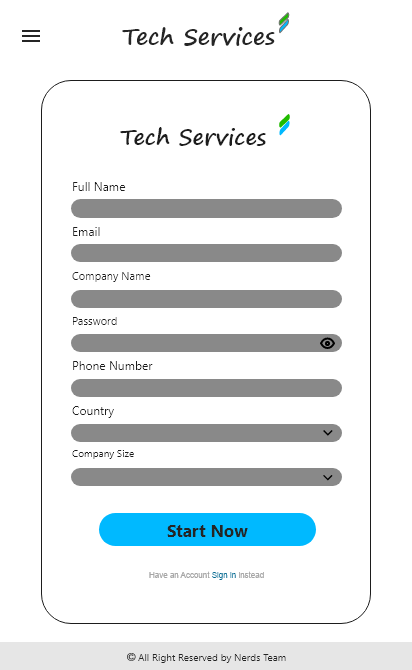 Tech Services
Tech Services
Full Name
Email
Company Name
Password
Phone Number
Country
Company Size
Start Now
Have an Account Sign in instead
© All Right Reserved by Nerds Team